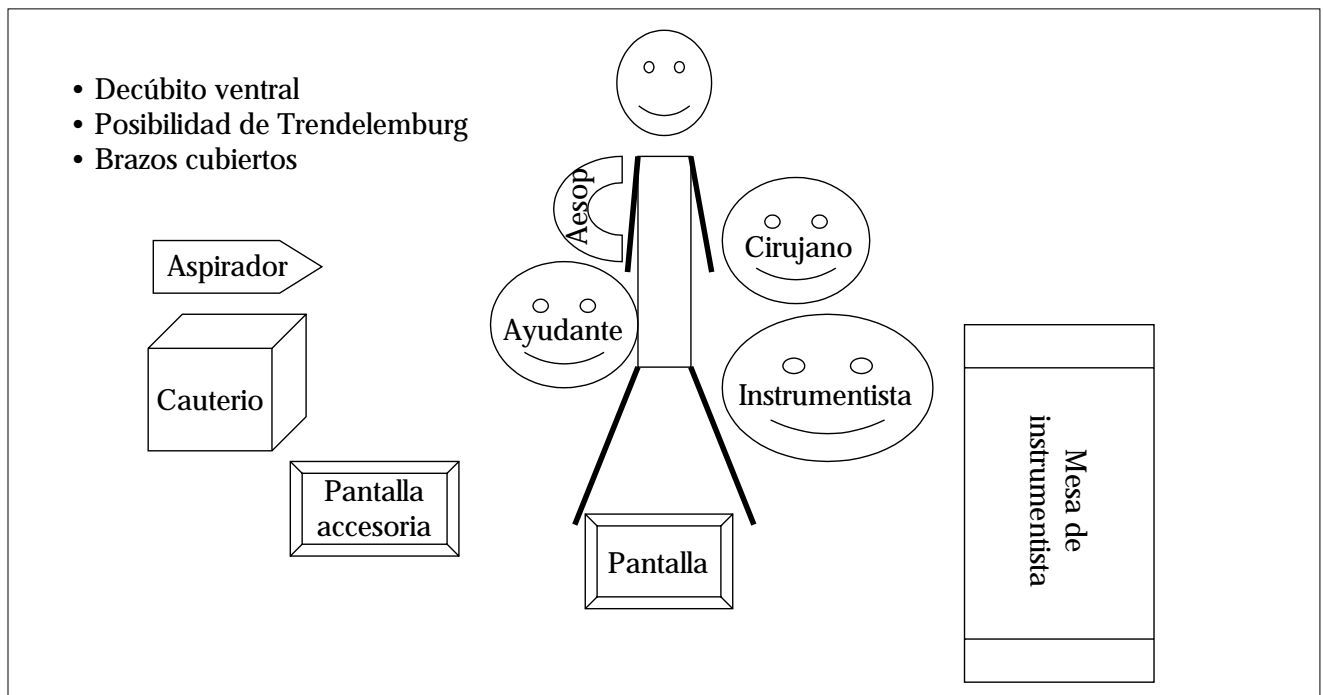 • Decúbito ventral
• Posibilidad de Trendelemburg
• Brazos cubiertos
Aesop
Cirujano
Aspirador
Ayudante
Cauterio
Instrumentista
Mesa de
instrumentista
Pantalla
accesoria
Pantalla